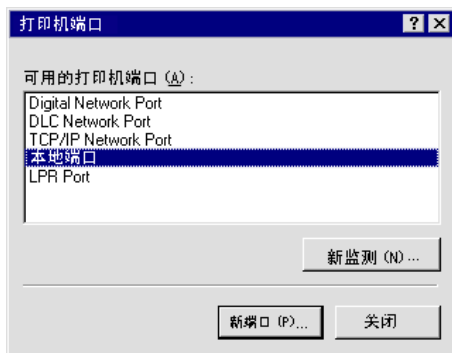 打印机端口
可用的打印机端口 (A) :
Digital Network Port
DLC Network Port
TCP/IP Network Port
本地端口
LPR Port
新监测 (N) ...
新端口 (P)...
关闭